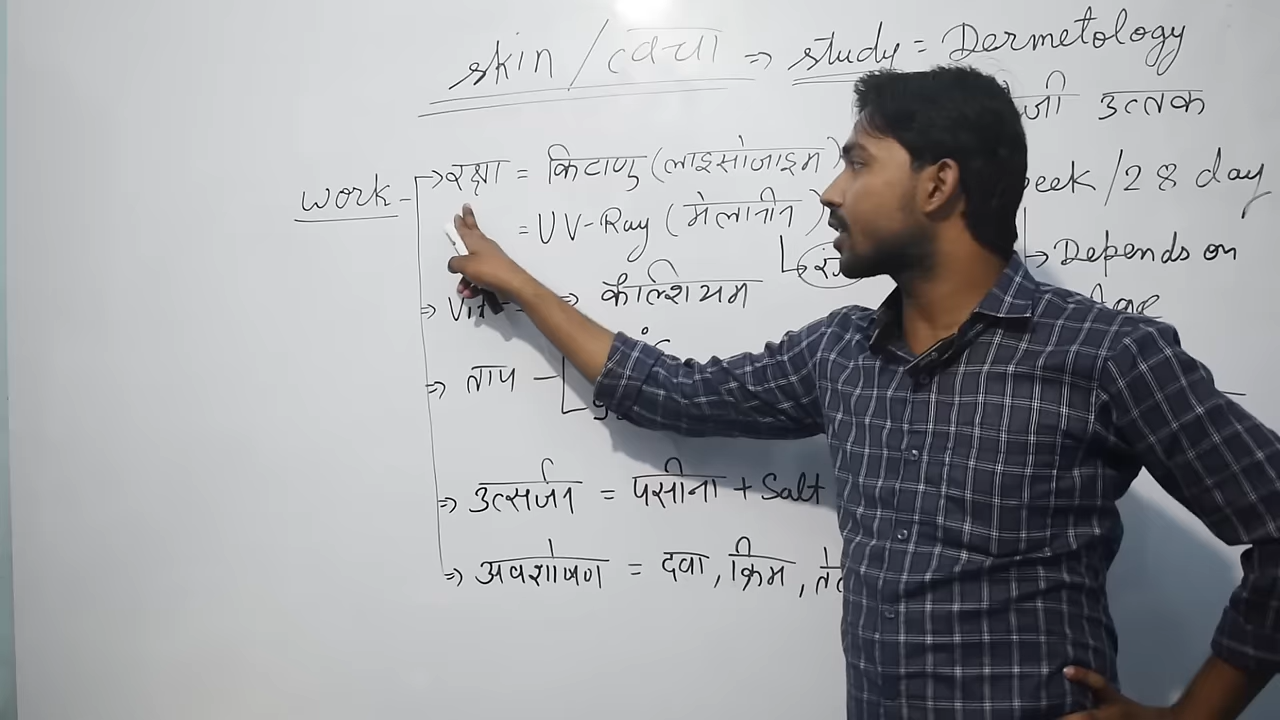 skin / त्वचा ⇒ study = Dermetology
जी उत्तक
work → रक्षा = किटाणु (लाइसोजाइम)
= UV-Ray (मेलानीन)
eek / 28 day
→ Depends on
Age
⇒ कैल्शियम
⇒ ताप
⇒ उत्सर्जन = पसीना + Salt
⇒ अवशोषण = दवा, क्रिम,